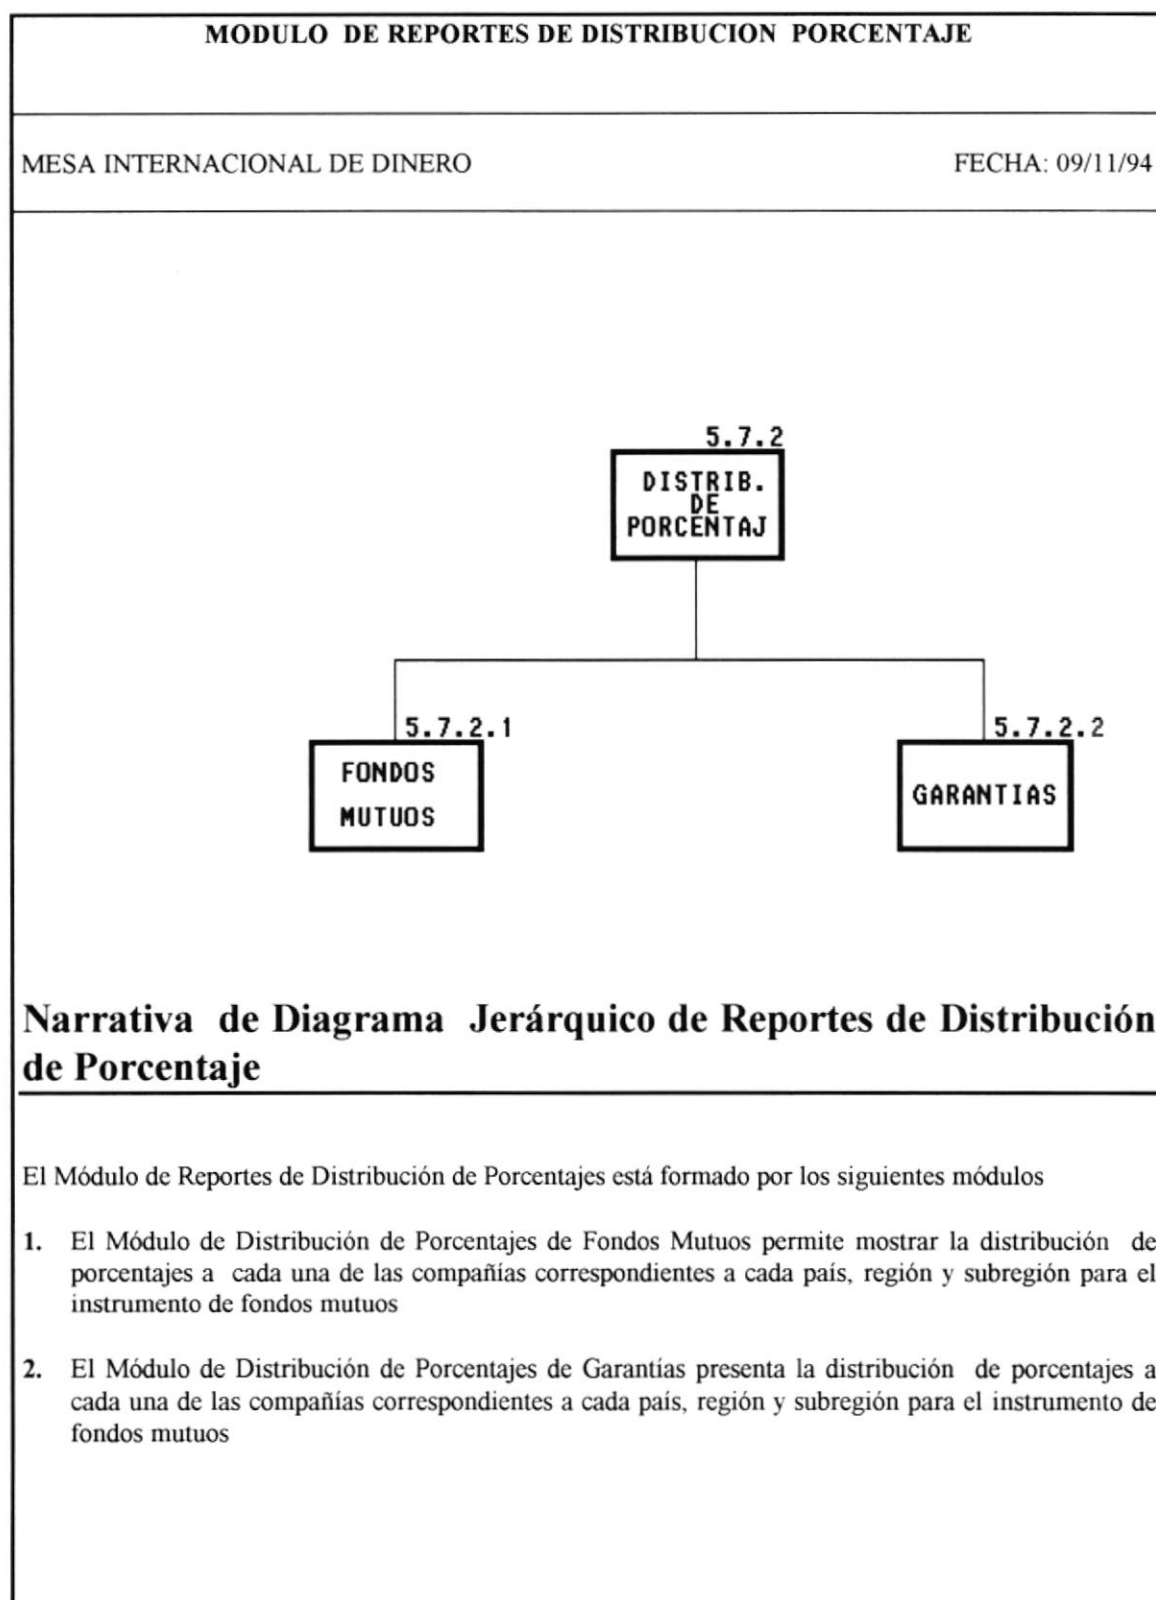 MODULO DE REPORTES DE DISTRIBUCION PORCENTAJE
MESA INTERNACIONAL DE DINERO FECHA: 09/11/94
5.7.2
DISTRIB.
DE
PORCENTAJ
5.7.2.1
FONDOS
MUTUOS
5.7.2.2
GARANTIAS
Narrativa de Diagrama Jerárquico de Reportes de Distribución
de Porcentaje
El Módulo de Reportes de Distribución de Porcentajes está formado por los siguientes módulos
1. El Módulo de Distribución de Porcentajes de Fondos Mutuos permite mostrar la distribución de
porcentajes a cada una de las compañías correspondientes a cada país, región y subregión para el
instrumento de fondos mutuos
2. El Módulo de Distribución de Porcentajes de Garantías presenta la distribución de porcentajes a
cada una de las compañías correspondientes a cada país, región y subregión para el instrumento de
fondos mutuos